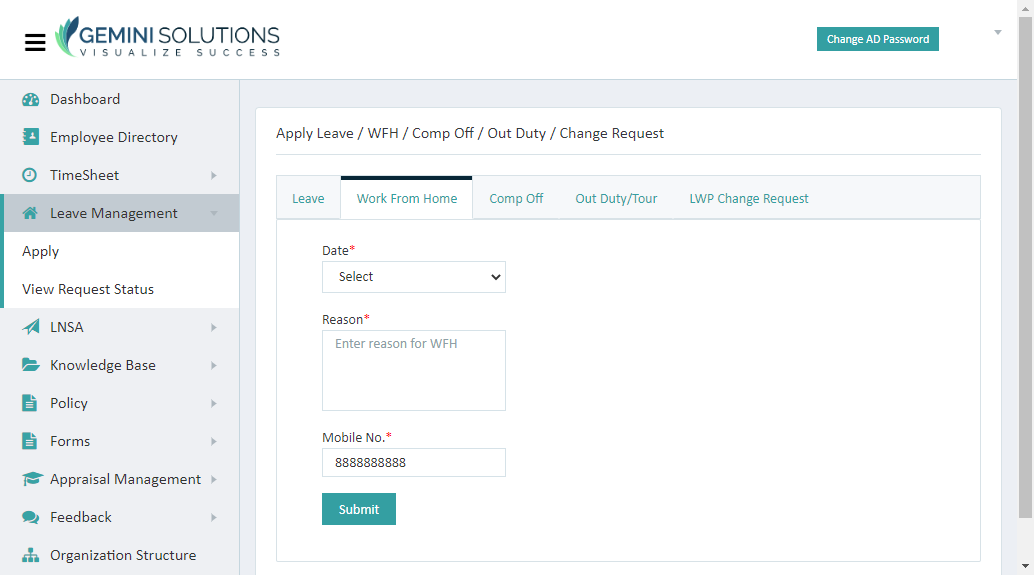 GEMINI SOLUTIONS
VISUALIZE SUCCESS
Change AD Password
Dashboard
Employee Directory
TimeSheet
Leave Management
Apply
View Request Status
LNSA
Knowledge Base
Policy
Forms
Appraisal Management
Feedback
Organization Structure
Apply Leave / WFH / Comp Off / Out Duty / Change Request
Leave Work From Home Comp Off Out Duty/Tour LWP Change Request
Date*
Select
Reason*
Enter reason for WFH
Mobile No.*
8888888888
Submit